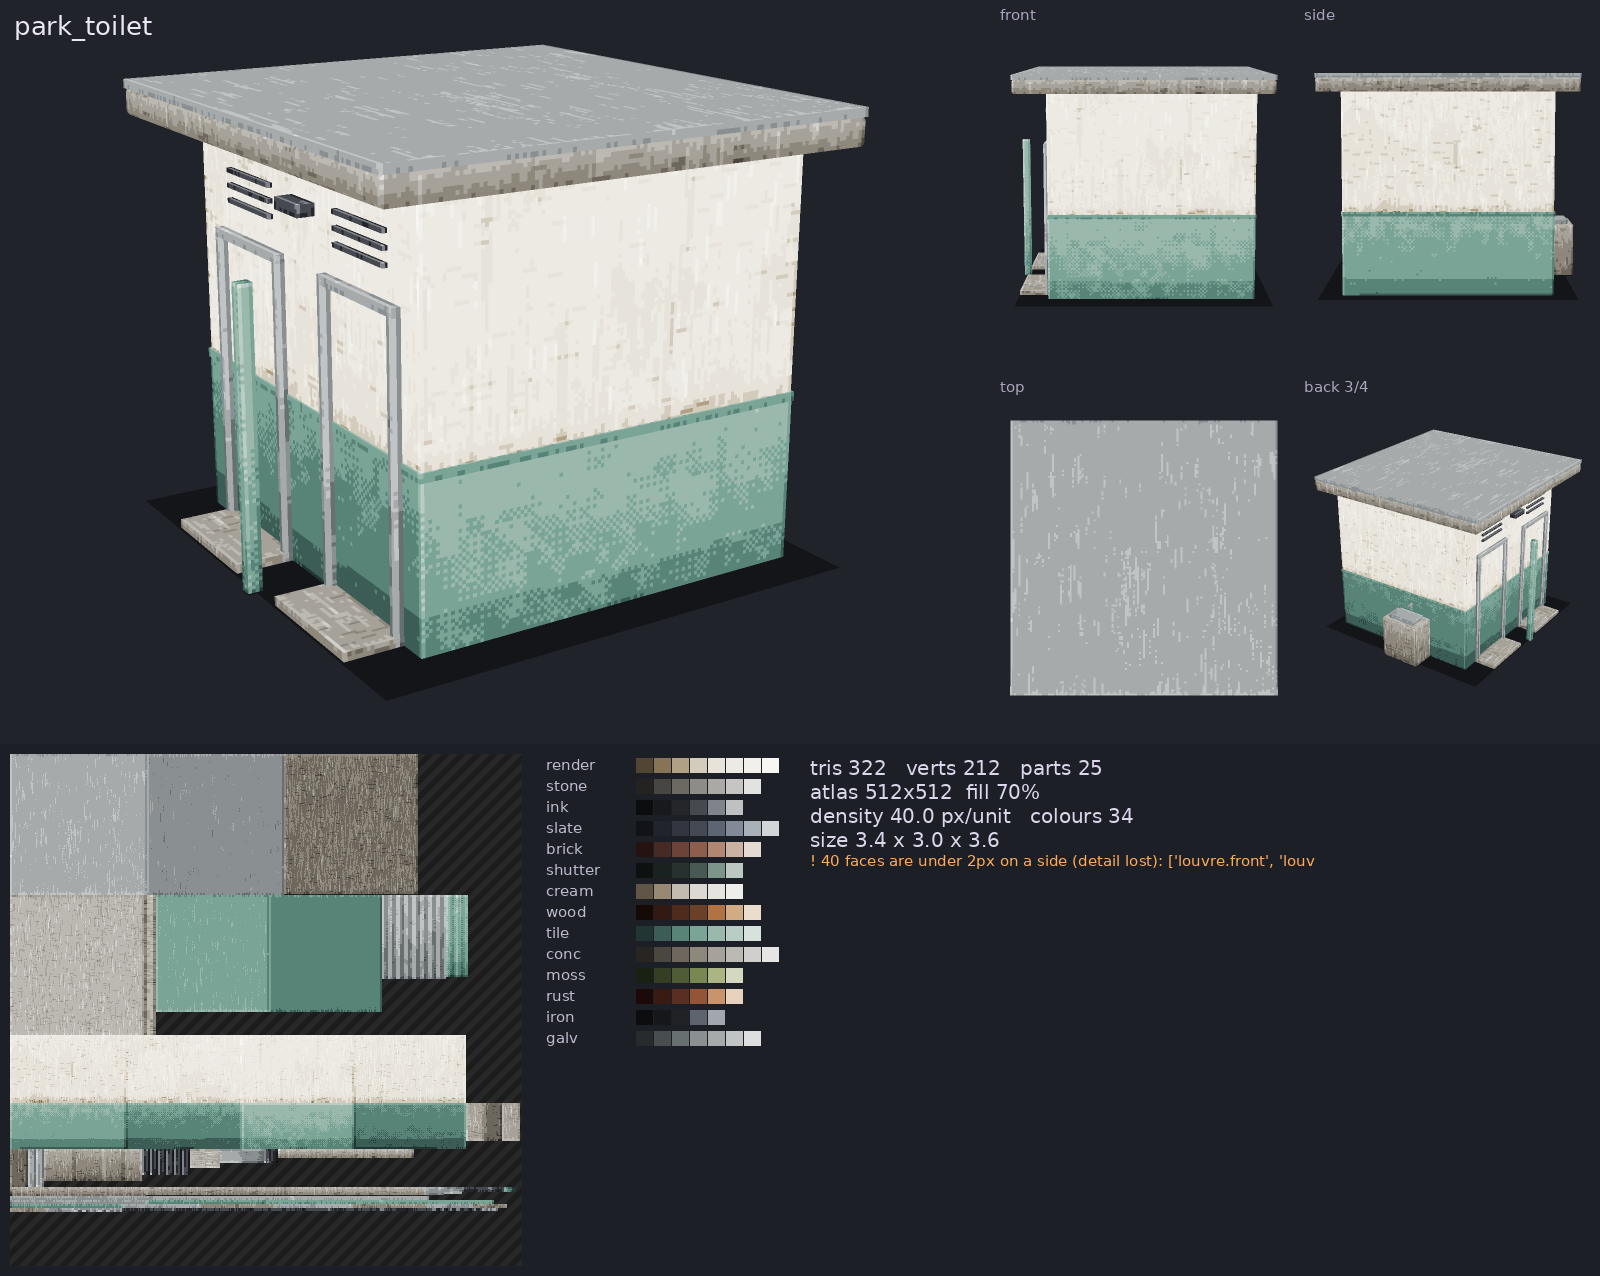 park_toilet
front
side
top
back 3/4
render
stone
ink
slate
brick
shutter
cream
wood
tile
conc
moss
rust
iron
galv
tris 322 verts 212 parts 25
atlas 512x512 fill 70%
density 40.0 px/unit colours 34
size 3.4 x 3.0 x 3.6
! 40 faces are under 2px on a side (detail lost): ['louvre.front', 'louv